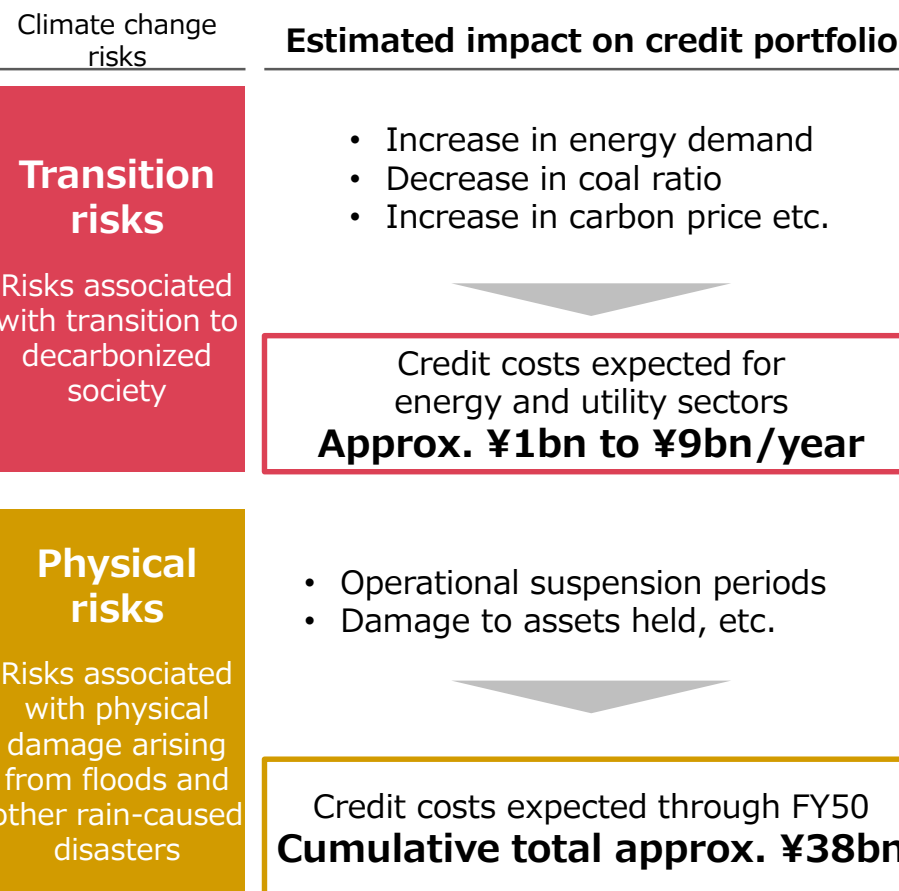 Climate change
risks
Estimated impact on credit portfolio
Transition
risks
Risks associated
with transition to
decarbonized
society
• Increase in energy demand
• Decrease in coal ratio
• Increase in carbon price etc.
Credit costs expected for
energy and utility sectors
Approx. ¥1bn to ¥9bn/year
Physical
risks
Risks associated
with physical
damage arising
from floods and
other rain-caused
disasters
• Operational suspension periods
• Damage to assets held, etc.
Credit costs expected through FY50
Cumulative total approx. ¥38bn